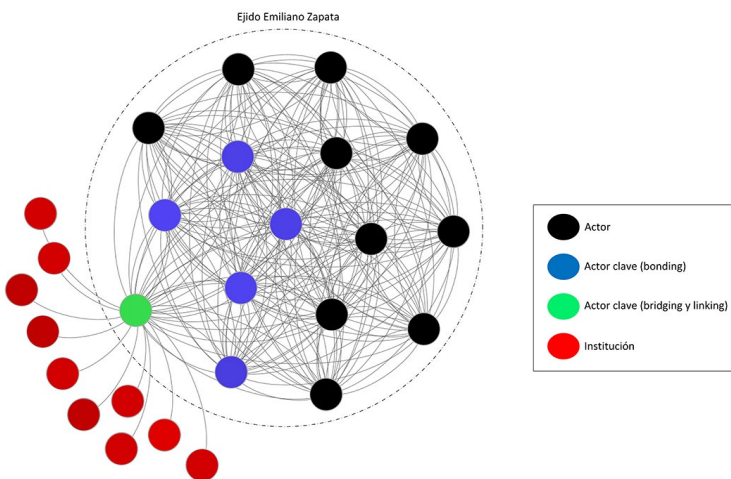 Ejido Emiliano Zapata
Actor
Actor clave (bonding)
Actor clave (bridging y linking)
Institución